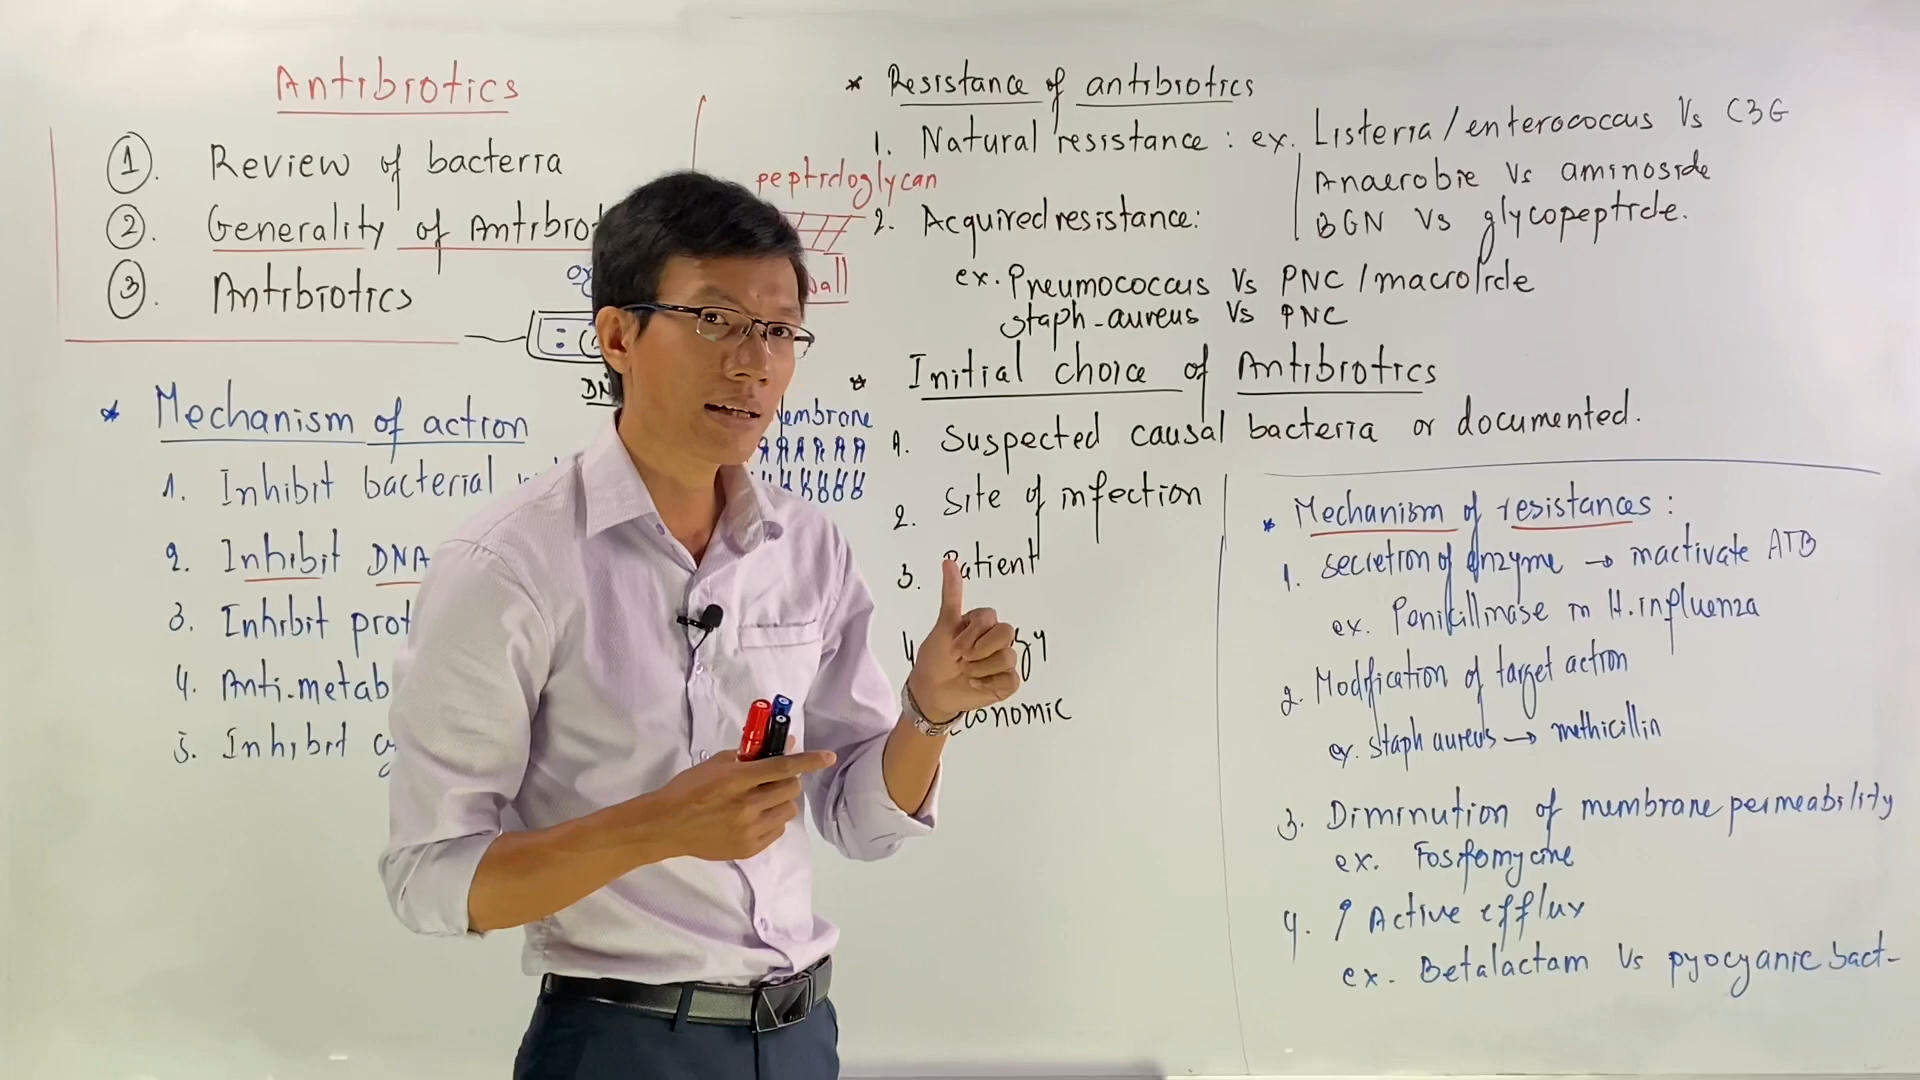 Antibiotics
1. Review of bacteria
2. Generality of Antibio
3. Antibiotics
* Mechanism of action
1. Inhibit bacterial
2. Inhibit DNA
3. Inhibit prot
4. Anti-metab
5. Inhibit cy
peptidoglycan
wall
DN
Membrane
* Resistance of antibiotics
1. Natural resistance : ex. Listeria/enterococcus Vs C3G
Anaerobie Vs aminoside
BGN Vs glycopeptide.
2. Acquired resistance:
ex. Pneumococcus Vs PNC / macrolide
staph-aureus Vs PNC
* Initial choice of Antibiotics
1. Suspected causal bacteria or documented.
2. Site of infection
3. Patient
4. gy
Economic
* Mechanism of resistances :
1. Secretion of Enzyme → inactivate ATB
ex. Penikillinase in H.influenza
2. Modification of target action
ex. staph aureus → methicillin
3. Diminution of membrane permeability
ex. Fosfomycine
4. ↑ Active efflux
ex. Betalactam Vs pyocyanic bact-